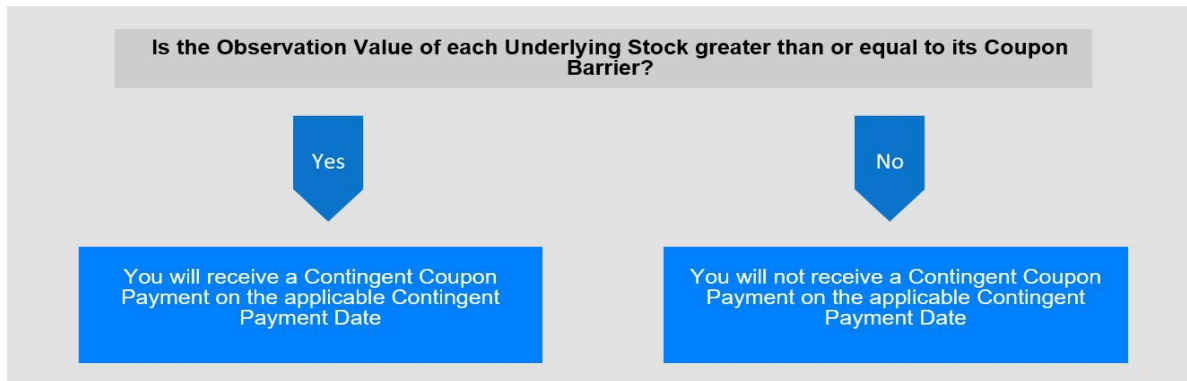 Is the Observation Value of each Underlying Stock greater than or equal to its Coupon
Barrier?
Yes
No
You will receive a Contingent Coupon
Payment on the applicable Contingent
Payment Date
You will not receive a Contingent Coupon
Payment on the applicable Contingent
Payment Date